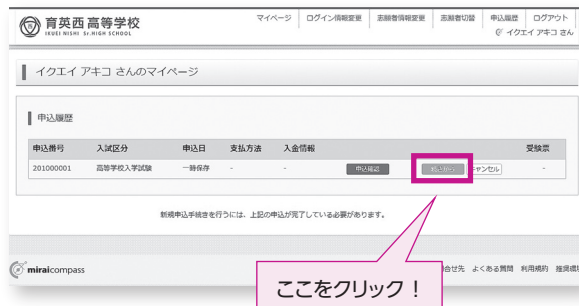 育英西高等学校
IKUEI NISHI Sr.HIGH SCHOOL
マイページ ログイン情報変更 志願者情報変更 志願者切替 申込履歴 ログアウト
イクエイ アキコ さん
イクエイ アキコ さんのマイページ
申込履歴
申込番号 入試区分 申込日 支払方法 入金情報 受験票
201000001 高等学校入学試験 一時保存 - - 申込確認 キャンセル -
新規申込手続きを行うには、上記の申込が完了している必要があります。
miraicompass
合せ先 よくある質問 利用規約 推奨環境
ここをクリック！